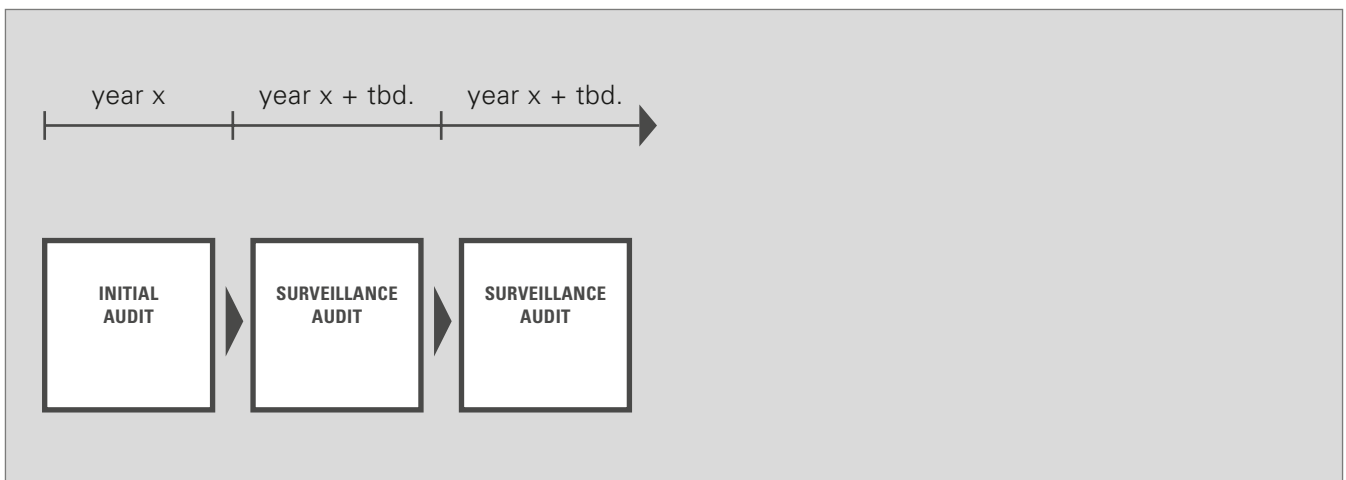 year x year x + tbd. year x + tbd.
INITIAL
AUDIT
SURVEILLANCE
AUDIT
SURVEILLANCE
AUDIT